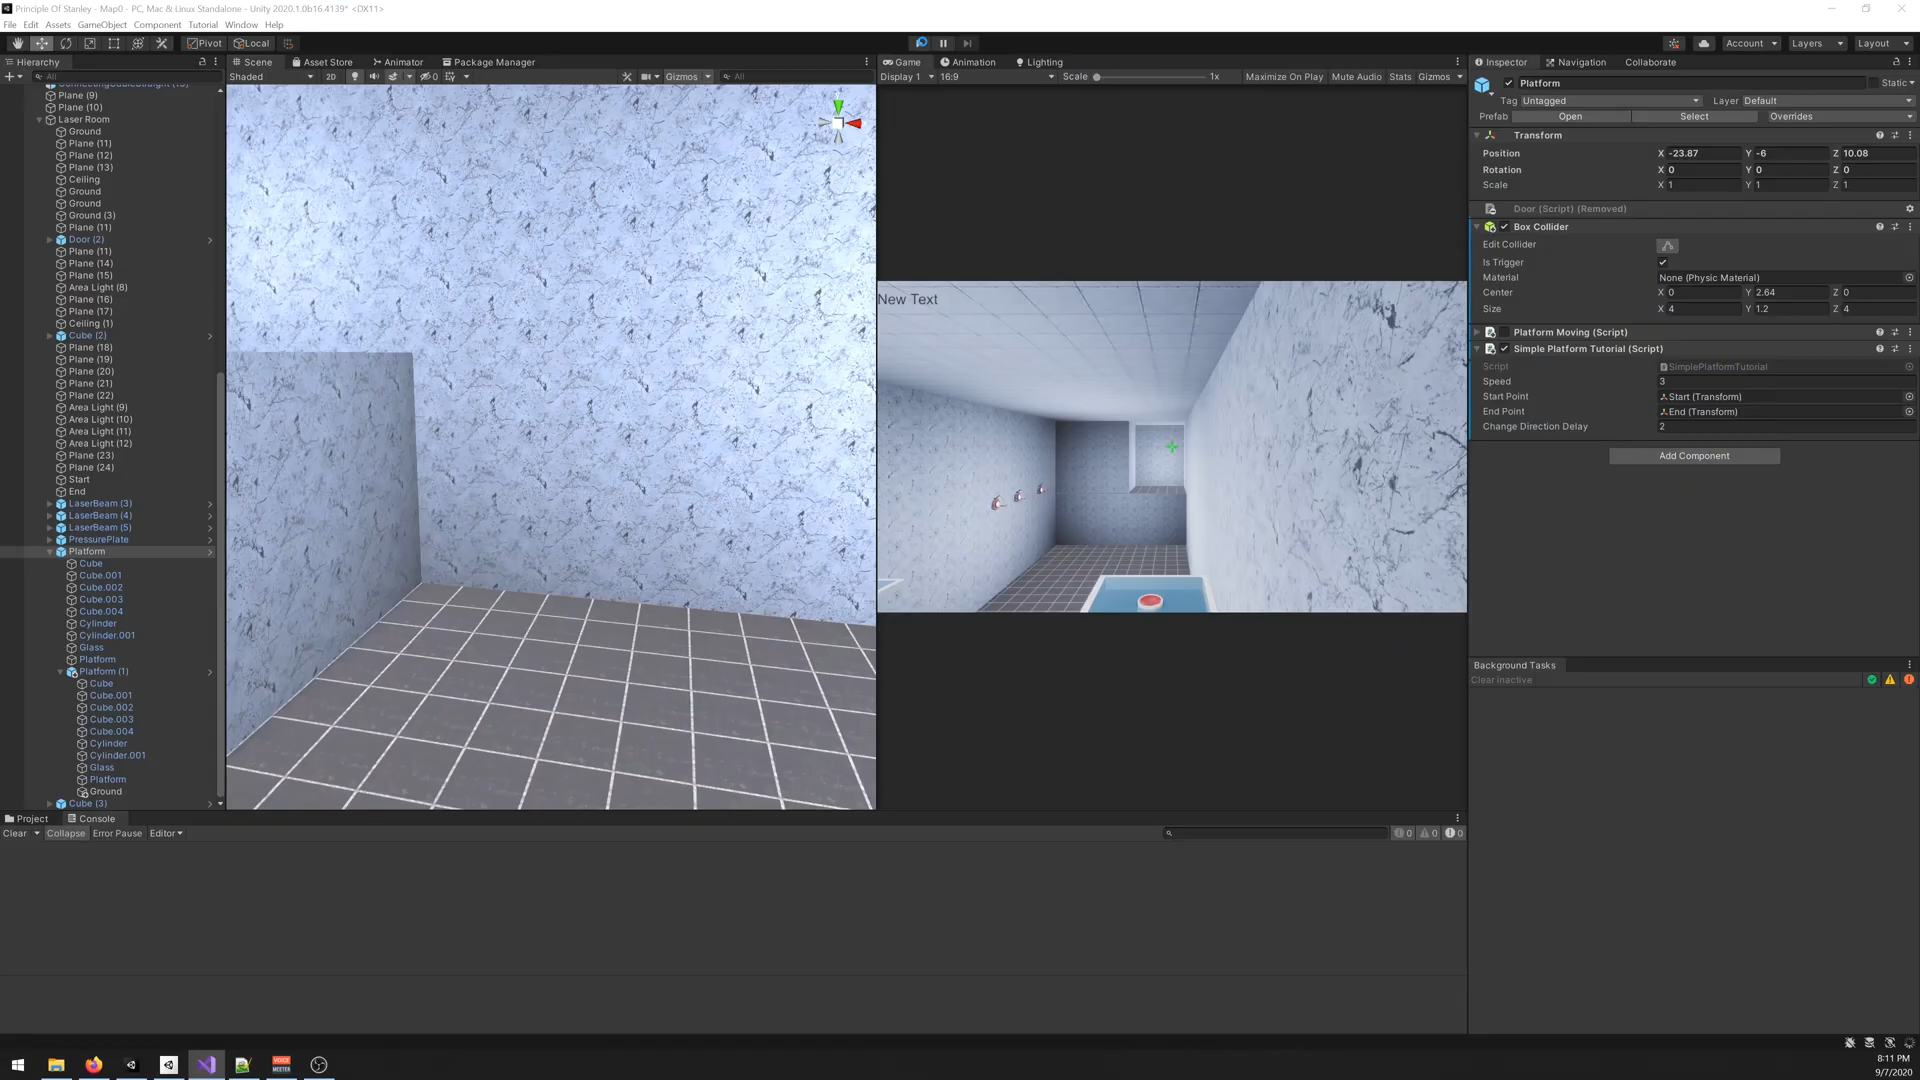 Principle Of Stanley - Map0 - PC, Mac & Linux Standalone - Unity 2020.1.0b16.4139* <DX11>
File Edit Assets GameObject Component Tutorial Window Help
Pivot Local
Account Layers Layout
Hierarchy
Scene Asset Store Animator Package Manager
Game Animation Lighting
Inspector Navigation Collaborate
All
Shaded 2D 0 Gizmos All
Display 1 16:9 Scale 1x Maximize On Play Mute Audio Stats Gizmos
Plane (9)
Plane (10)
Laser Room
Ground
Plane (11)
Plane (12)
Plane (13)
Ceiling
Ground
Ground
Ground (3)
Plane (11)
Door (2)
Plane (11)
Plane (14)
Plane (15)
Area Light (8)
Plane (16)
Plane (17)
Ceiling (1)
Cube (2)
Plane (18)
Plane (19)
Plane (20)
Plane (21)
Plane (22)
Area Light (9)
Area Light (10)
Area Light (11)
Area Light (12)
Plane (23)
Plane (24)
Start
End
LaserBeam (3)
LaserBeam (4)
LaserBeam (5)
PressurePlate
Platform
Cube
Cube.001
Cube.002
Cube.003
Cube.004
Cylinder
Cylinder.001
Glass
Platform
Platform (1)
Cube
Cube.001
Cube.002
Cube.003
Cube.004
Cylinder
Cylinder.001
Glass
Platform
Ground
Cube (3)
New Text
Platform Static
Tag Untagged Layer Default
Prefab Open Select Overrides
Transform
Position X -23.87 Y -6 Z 10.08
Rotation X 0 Y 0 Z 0
Scale X 1 Y 1 Z 1
Door (Script) (Removed)
Box Collider
Edit Collider
Is Trigger
Material None (Physic Material)
Center X 0 Y 2.64 Z 0
Size X 4 Y 1.2 Z 4
Platform Moving (Script)
Simple Platform Tutorial (Script)
Script SimplePlatformTutorial
Speed 3
Start Point Start (Transform)
End Point End (Transform)
Change Direction Delay 2
Add Component
Background Tasks
Clear inactive
Project Console
Clear Collapse Error Pause Editor
0 0 0
VOICE
MEETER
8:11 PM
9/7/2020